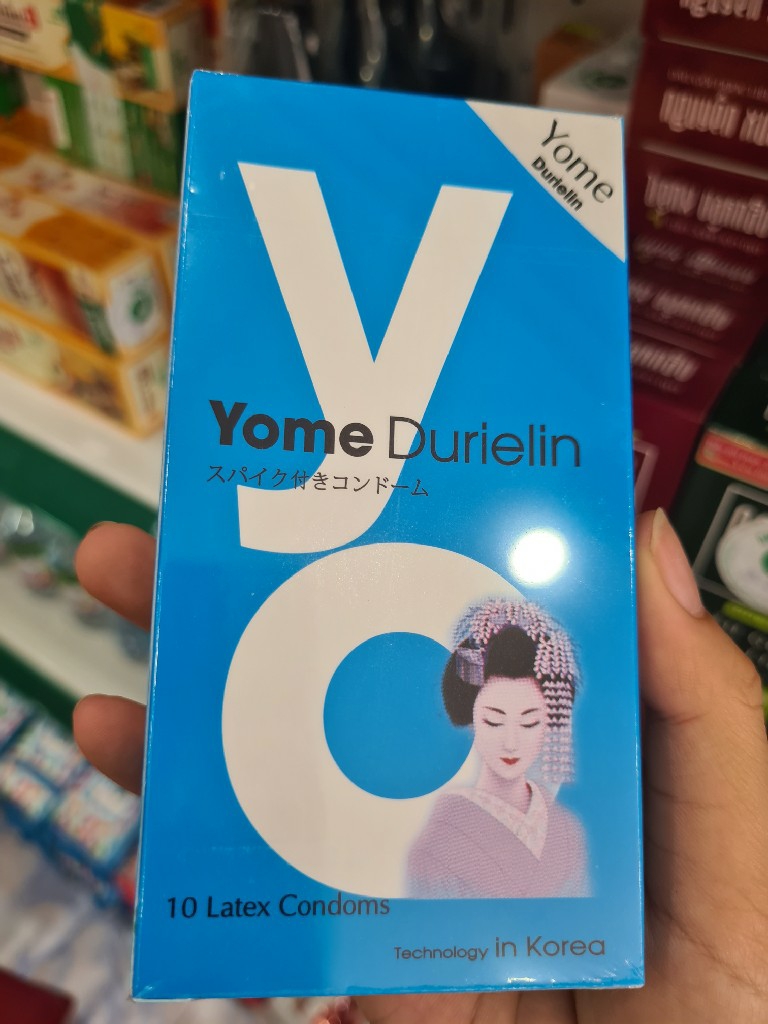 Yome
Durielin
yo
Yome Durielin
スパイク付きコンドーム
10 Latex Condoms
Technology in Korea